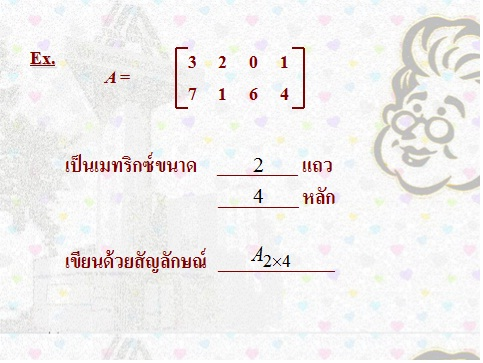 Ex.
A =
3 2 0 1
7 1 6 4
เป็นเมทริกซ์ขนาด 2 แถว
4 หลัก
เขียนด้วยสัญลักษณ์ A2×4